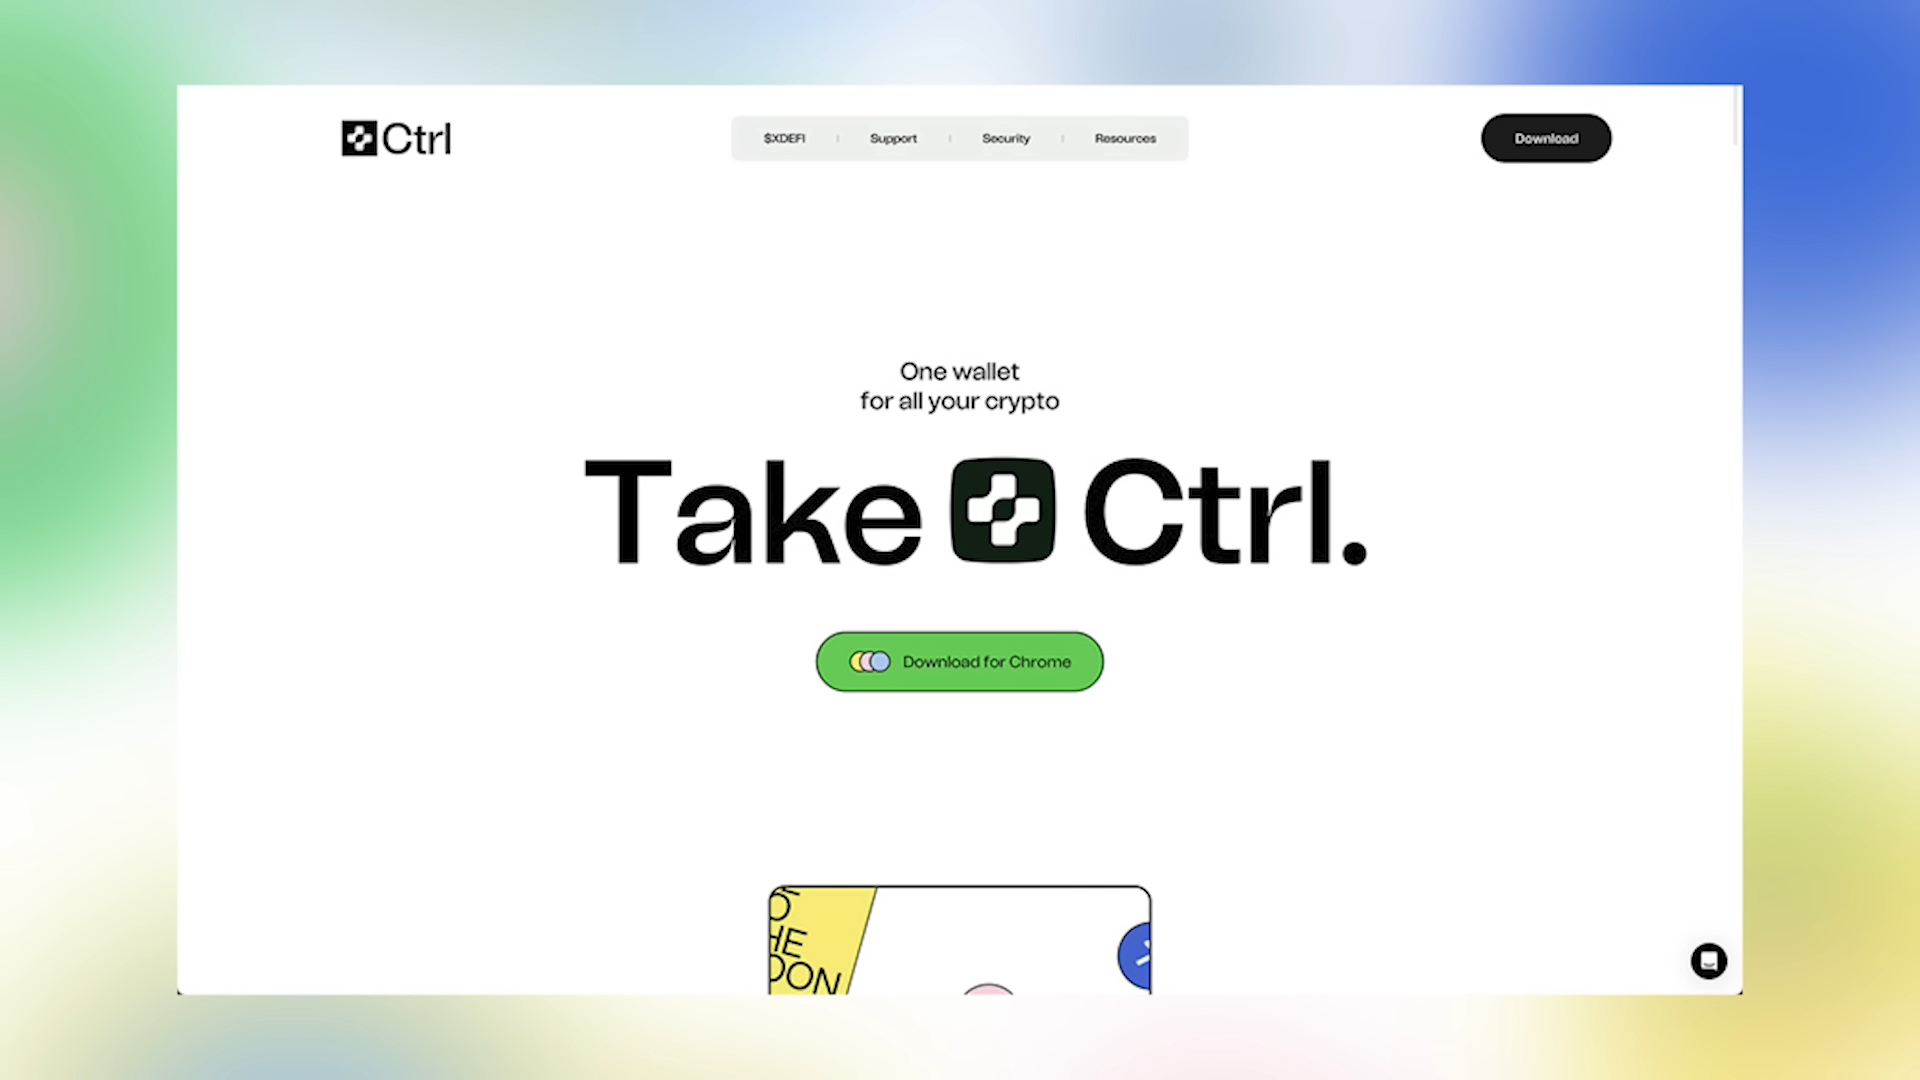 Ctrl
$XDEFI
Support
Security
Resources
Download
One wallet
for all your crypto
Take Ctrl.
Download for Chrome